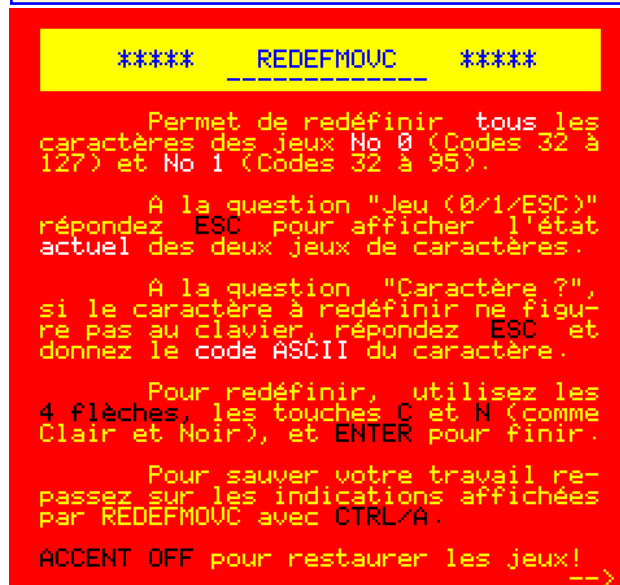 ***** REDEFMOVC *****
Permet de redéfinir tous les
caractères des jeux No 0 (Codes 32 à
127) et No 1 (Codes 32 à 95).
A la question "Jeu (0/1/ESC)"
répondez ESC pour afficher l'état
actuel des deux jeux de caractères.
A la question "Caractère ?",
si le caractère à redéfinir ne figu-
re pas au clavier, répondez ESC et
donnez le code ASCII du caractère.
Pour redéfinir, utilisez les
4 flèches, les touches C et N (comme
Clair et Noir), et ENTER pour finir.
Pour sauver votre travail re-
passez sur les indications affichées
par REDEFMOVC avec CTRL/A.
ACCENT OFF pour restaurer les jeux!
-->